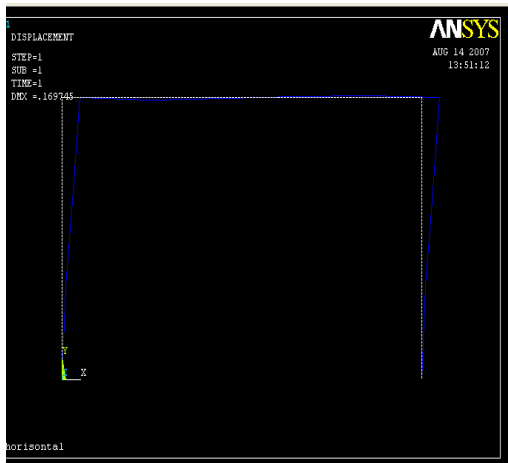 1
DISPLACEMENT
STEP=1
SUB =1
TIME=1
DMX =.169745
ANSYS
AUG 14 2007
13:51:12
Y
X
horisontal